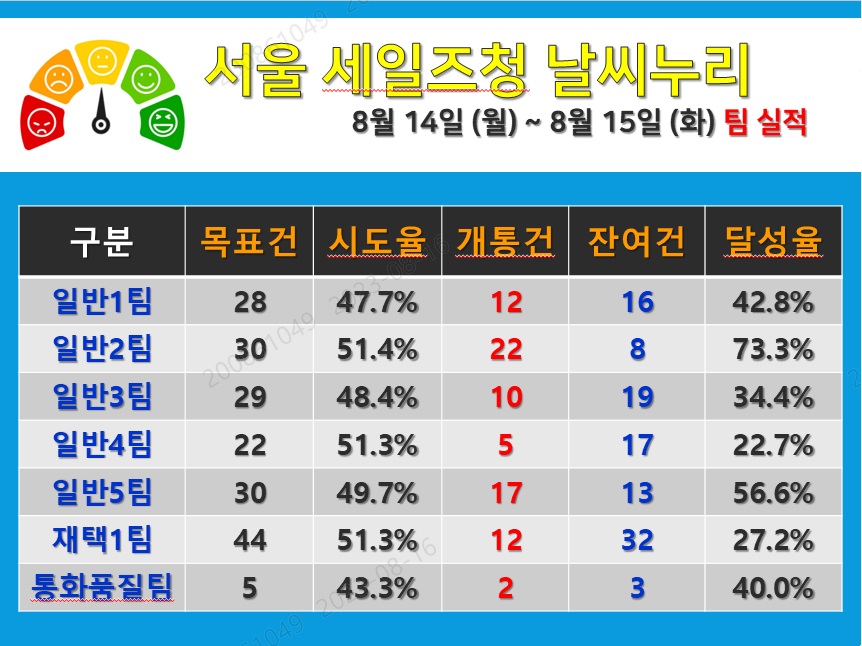 서울 세일즈청 날씨누리
8월 14일 (월) ~ 8월 15일 (화) 팀 실적
구분 목표건 시도율 개통건 잔여건 달성율
일반1팀 28 47.7% 12 16 42.8%
일반2팀 30 51.4% 22 8 73.3%
일반3팀 29 48.4% 10 19 34.4%
일반4팀 22 51.3% 5 17 22.7%
일반5팀 30 49.7% 17 13 56.6%
재택1팀 44 51.3% 12 32 27.2%
통화품질팀 5 43.3% 2 3 40.0%